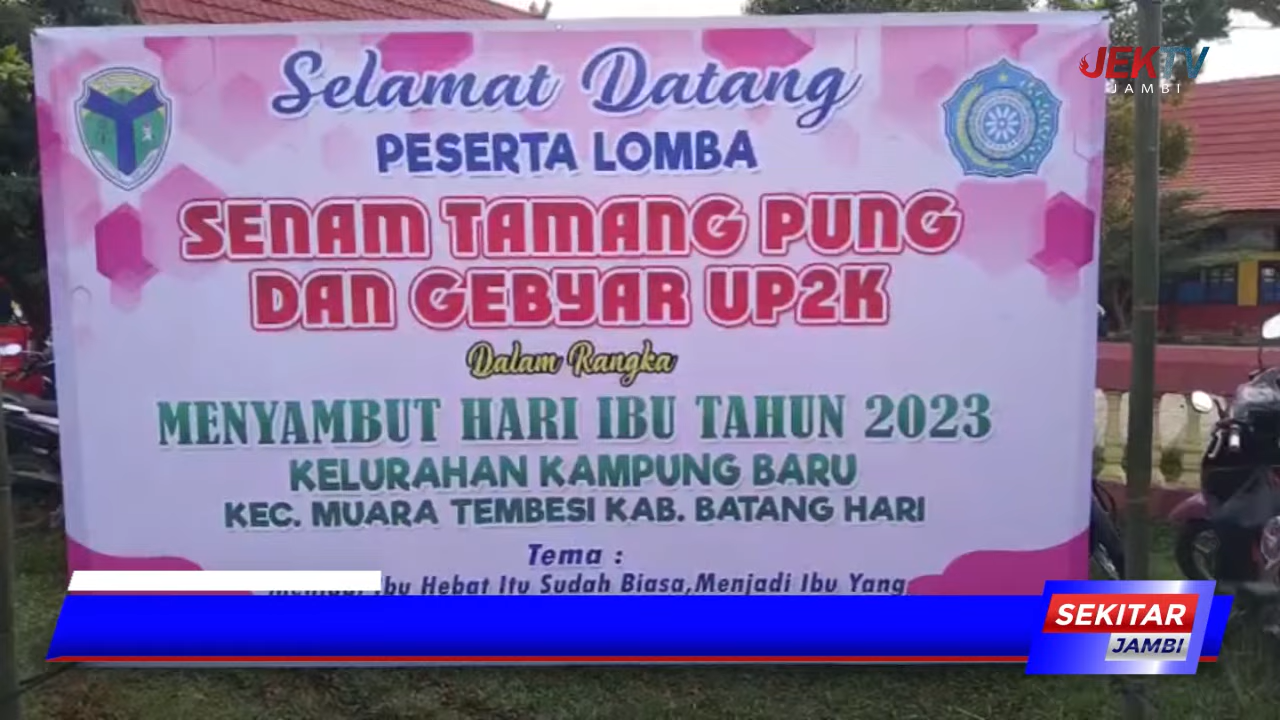 JEKTV
JAMBI
Selamat Datang
PESERTA LOMBA
SENAM TAMANG PUNG
DAN GEBYAR UP2K
Dalam Rangka
MENYAMBUT HARI IBU TAHUN 2023
KELURAHAN KAMPUNG BARU
KEC. MUARA TEMBESI KAB. BATANG HARI
Tema :
Ibu Hebat Itu Sudah Biasa,Menjadi Ibu Yang
SEKITAR
JAMBI